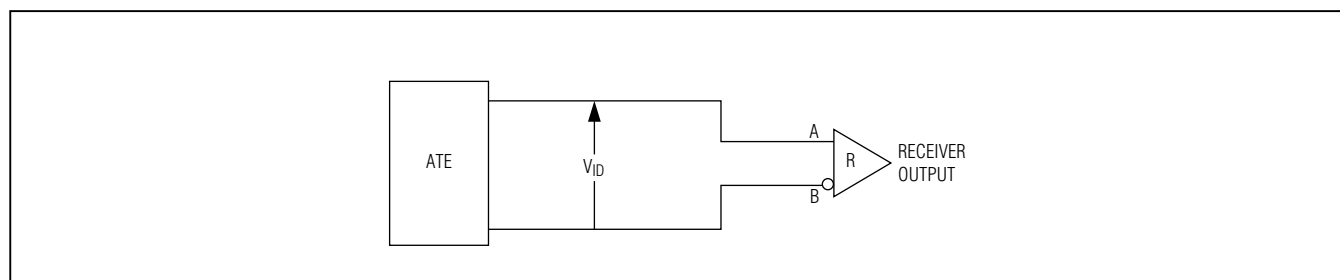 ATE
VID
A
B
R
RECEIVER
OUTPUT